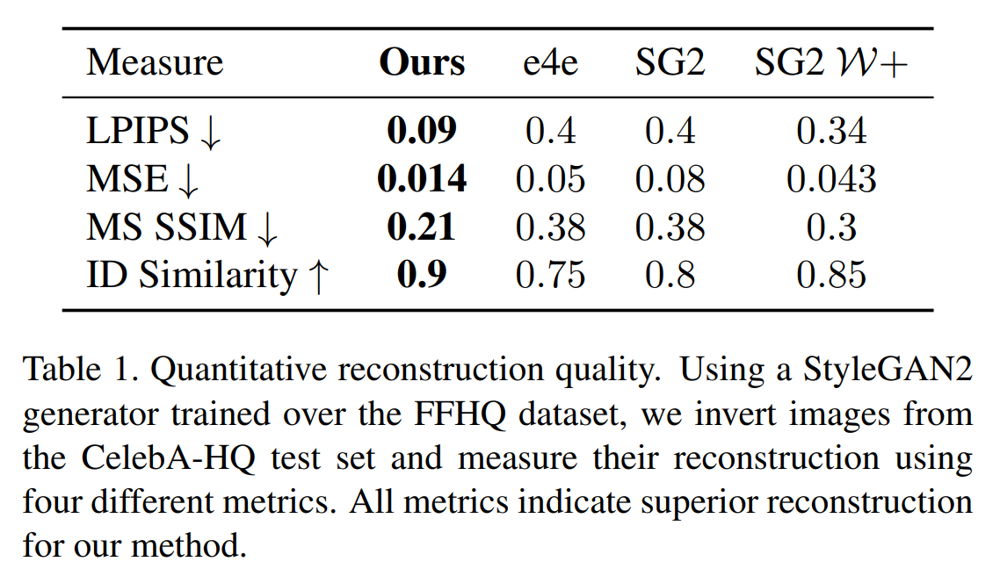 Measure Ours e4e SG2 SG2 𝒲+
LPIPS ↓ 0.09 0.4 0.4 0.34
MSE ↓ 0.014 0.05 0.08 0.043
MS SSIM ↓ 0.21 0.38 0.38 0.3
ID Similarity ↑ 0.9 0.75 0.8 0.85
Table 1. Quantitative reconstruction quality. Using a StyleGAN2
generator trained over the FFHQ dataset, we invert images from
the CelebA-HQ test set and measure their reconstruction using
four different metrics. All metrics indicate superior reconstruction
for our method.